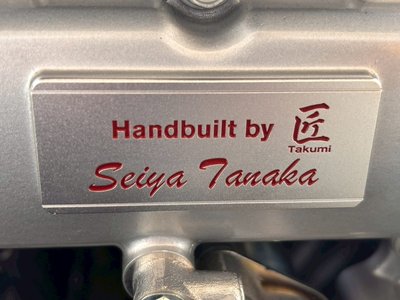 Handbuilt by 匠
Takumi
Seiya Tanaka